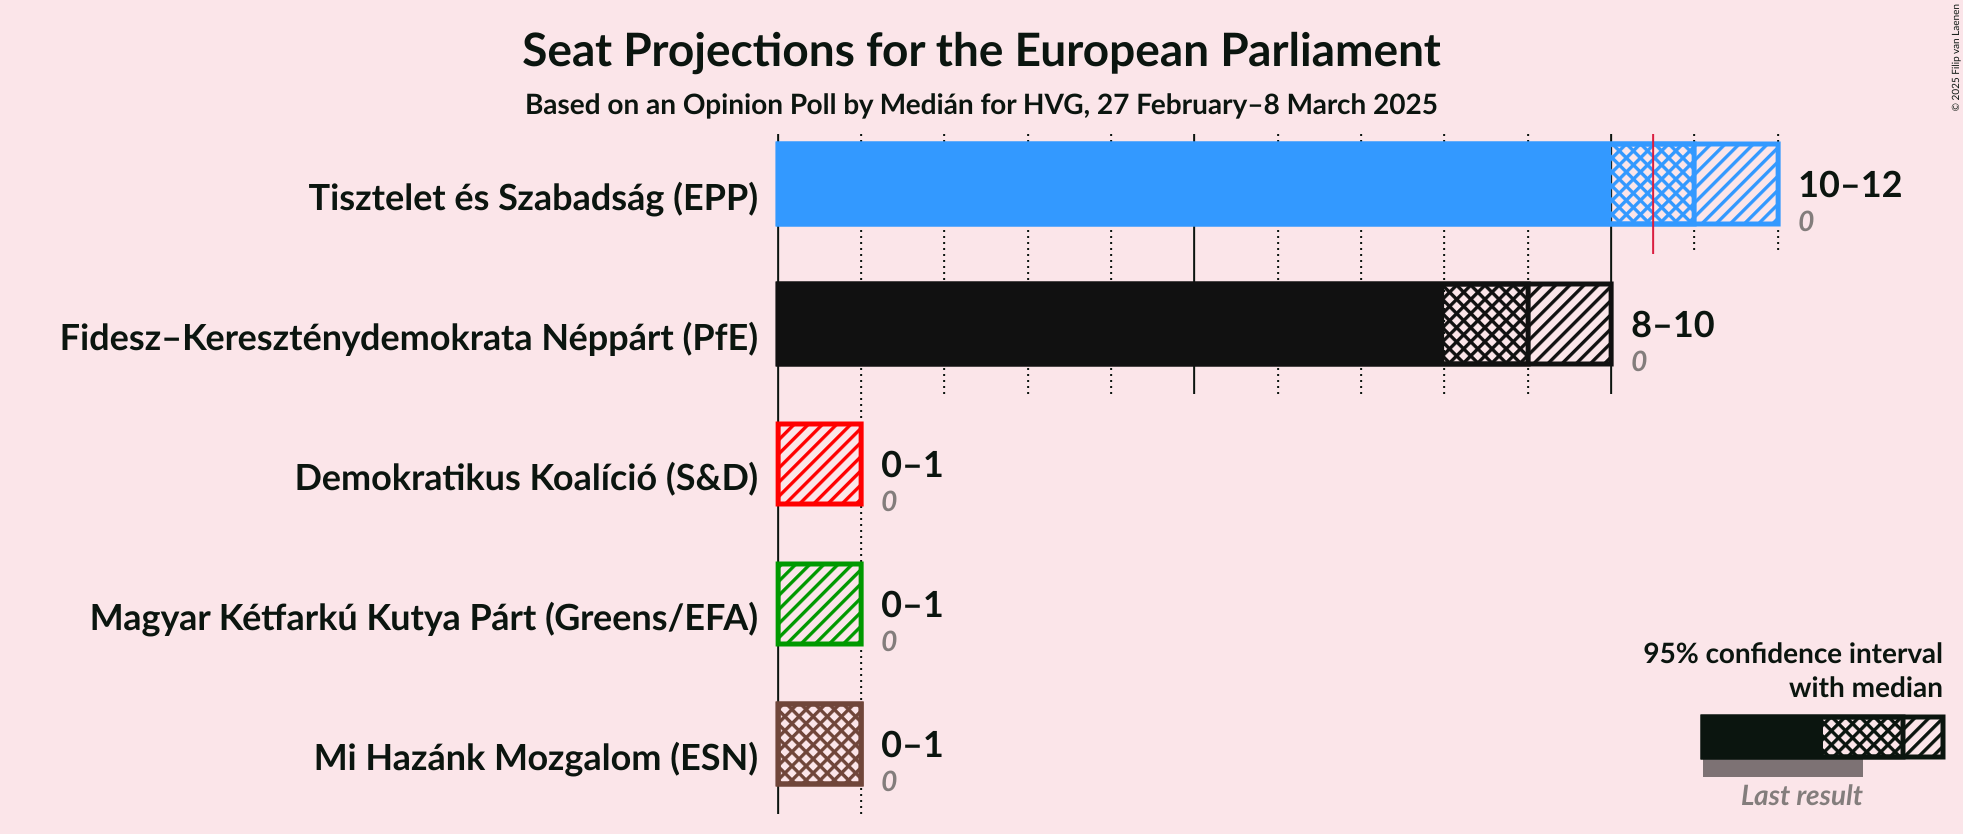 Seat Projections for the European Parliament
Based on an Opinion Poll by Medián for HVG, 27 February–8 March 2025
© 2025 Filip van Laenen
Tisztelet és Szabadság (EPP)
10–12
0
Fidesz–Kereszténydemokrata Néppárt (PfE)
8–10
0
Demokratikus Koalíció (S&D)
0–1
0
Magyar Kétfarkú Kutya Párt (Greens/EFA)
0–1
0
Mi Hazánk Mozgalom (ESN)
0–1
0
95% confidence interval
with median
Last result